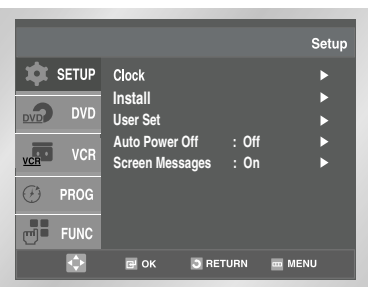 Setup
SETUP
Clock
Install
DVD DVD
User Set
Auto Power Off : Off
VCR VCR
Screen Messages : On
PROG
FUNC
OK RETURN MENU